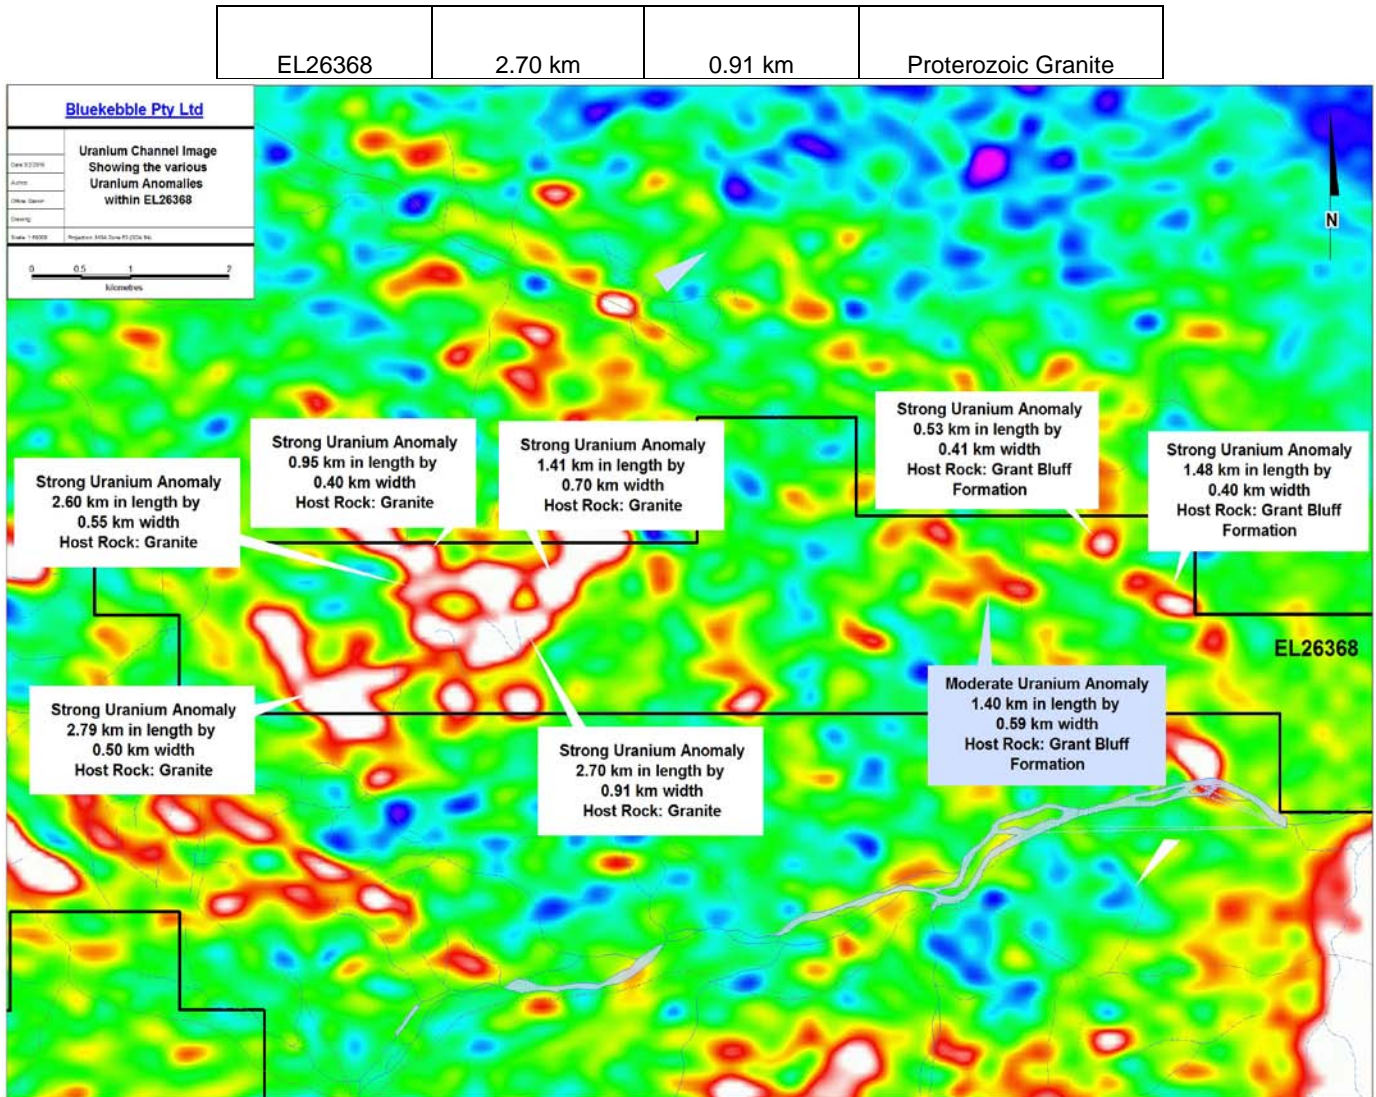 EL26368 2.70 km 0.91 km Proterozoic Granite
Bluekebble Pty Ltd
Uranium Channel Image
Showing the various
Uranium Anomalies
within EL26368
0 0.5 1 2
kilometres
N
Strong Uranium Anomaly
0.53 km in length by
0.41 km width
Host Rock: Grant Bluff
Formation
Strong Uranium Anomaly
0.95 km in length by
0.40 km width
Host Rock: Granite
Strong Uranium Anomaly
1.41 km in length by
0.70 km width
Host Rock: Granite
Strong Uranium Anomaly
1.48 km in length by
0.40 km width
Host Rock: Grant Bluff
Formation
Strong Uranium Anomaly
2.60 km in length by
0.55 km width
Host Rock: Granite
EL26368
Moderate Uranium Anomaly
1.40 km in length by
0.59 km width
Host Rock: Grant Bluff
Formation
Strong Uranium Anomaly
2.79 km in length by
0.50 km width
Host Rock: Granite
Strong Uranium Anomaly
2.70 km in length by
0.91 km width
Host Rock: Granite